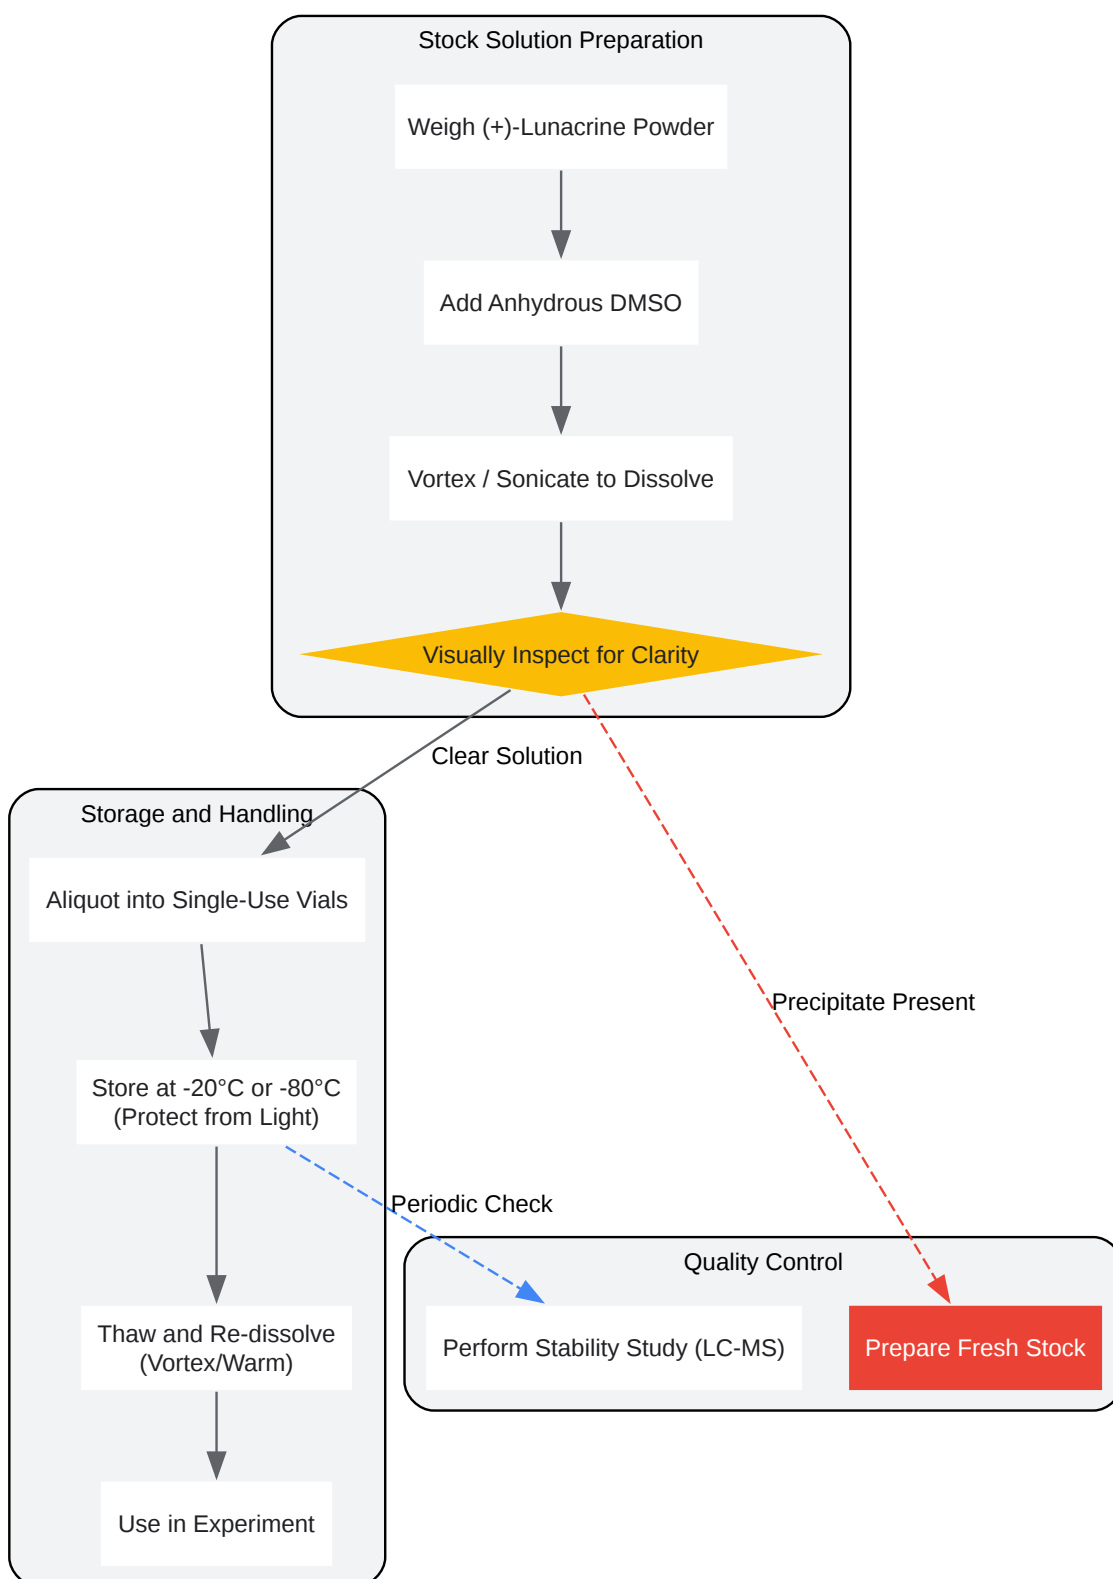 Stock Solution Preparation
Weigh (+)-Lunacrine Powder
Add Anhydrous DMSO
Vortex / Sonicate to Dissolve
Visually Inspect for Clarity
Clear Solution
Storage and Handling
Aliquot into Single-Use Vials
Precipitate Present
Store at -20°C or -80°C
(Protect from Light)
Periodic Check
Quality Control
Thaw and Re-dissolve
(Vortex/Warm)
Perform Stability Study (LC-MS)
Prepare Fresh Stock
Use in Experiment